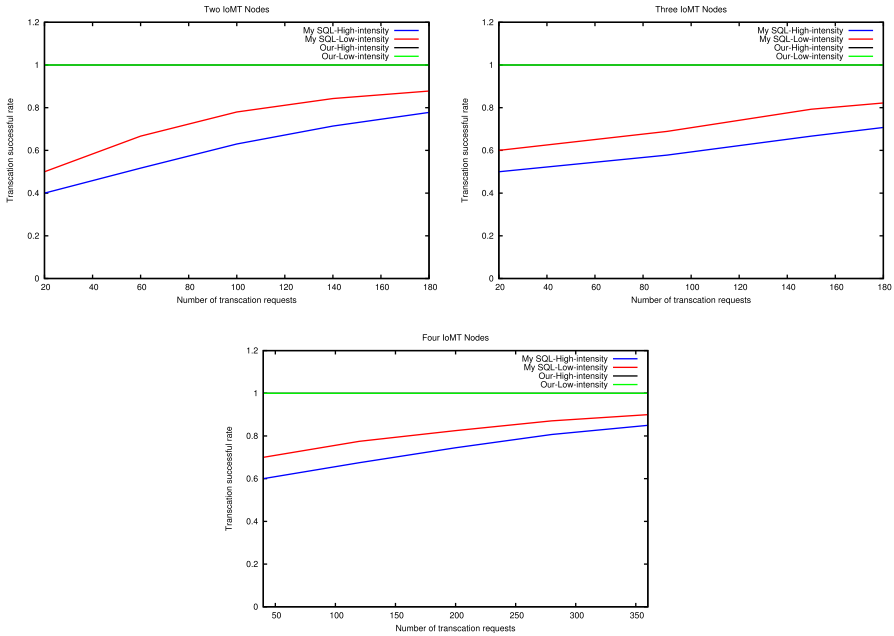 Two IoMT Nodes
1.2
1
0.8
0.6
0.4
0.2
0
20
40
60
80
100
120
140
160
180
Transcation successful rate
Number of transcation requests
My SQL-High-intensity
My SQL-Low-intensity
Our-High-intensity
Our-Low-intensity
Three IoMT Nodes
1.2
1
0.8
0.6
0.4
0.2
0
20
40
60
80
100
120
140
160
180
Transcation successful rate
Number of transcation requests
My SQL-High-intensity
My SQL-Low-intensity
Our-High-intensity
Our-Low-intensity
Four IoMT Nodes
1.2
1
0.8
0.6
0.4
0.2
0
50
100
150
200
250
300
350
Transcation successful rate
Number of transcation requests
My SQL-High-intensity
My SQL-Low-intensity
Our-High-intensity
Our-Low-intensity